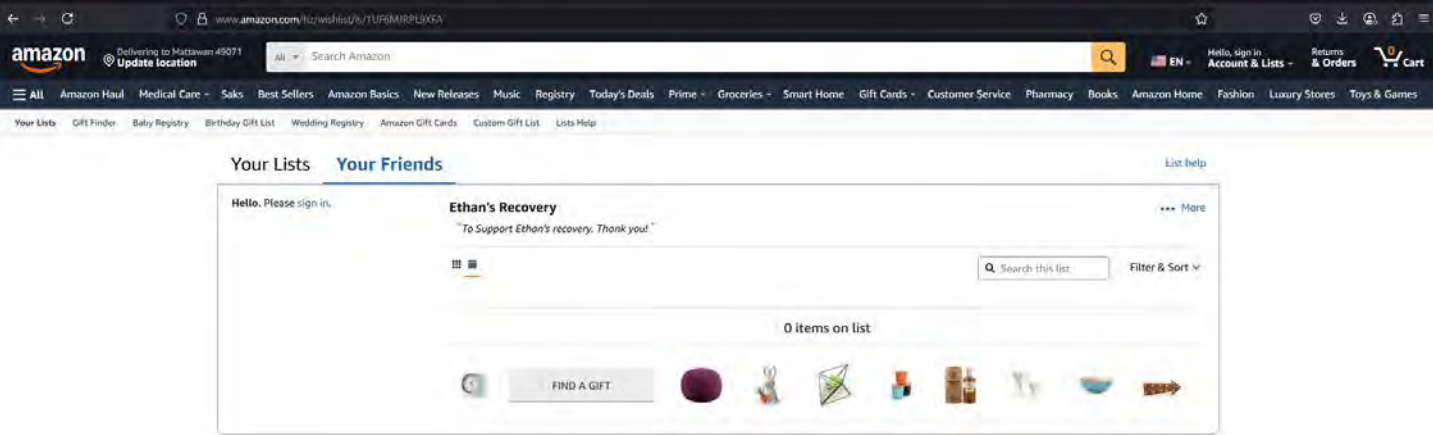 www.amazon.com/hz/wishlist/ls/1UF6MJRPL9XFA
amazon
Delivering to Mattawan 49071
Update location
All
Search Amazon
EN
Hello, sign in
Account & Lists
Returns
& Orders
0
Cart
All Amazon Haul Medical Care Saks Best Sellers Amazon Basics New Releases Music Registry Today's Deals Prime Groceries Smart Home Gift Cards Customer Service Pharmacy Books Amazon Home Fashion Luxury Stores Toys & Games
Your Lists Gift Finder Baby Registry Birthday Gift List Wedding Registry Amazon Gift Cards Custom Gift List Lists Help
Your Lists Your Friends
List help
Hello. Please sign in.
Ethan's Recovery
••• More
"To Support Ethan's recovery. Thank you!"
Search this list
Filter & Sort
0 items on list
FIND A GIFT